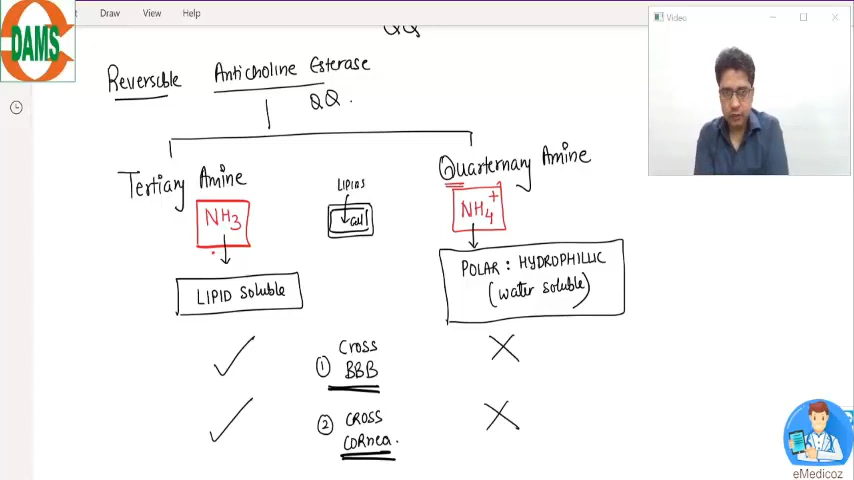 DAMS
Draw
View
Help
Video
Reversible Anticholine Esterase
QQ.
Tertiary Amine
Quarternary Amine
LIPIDS
NH3
Cell
NH4+
LIPID Soluble
POLAR : HYDROPHILLIC
(water soluble)
① Cross
BBB
② CROSS
CORNea.
eMedicoz